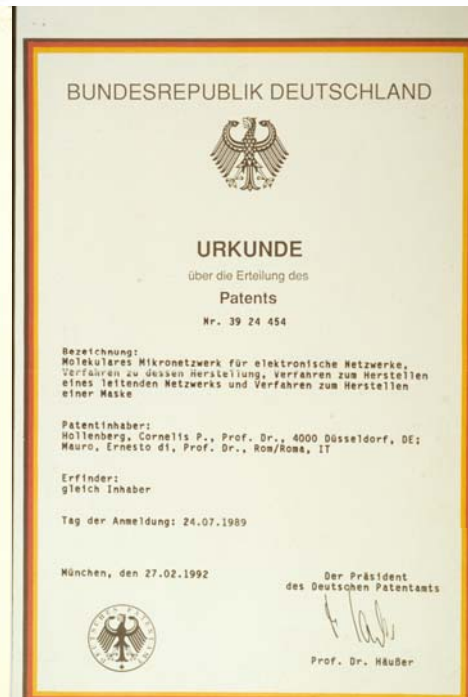 BUNDESREPUBLIK DEUTSCHLAND
URKUNDE
über die Erteilung des
Patents
Nr. 39 24 454
Bezeichnung:
Molekulares Mikronetzwerk für elektronische Netzwerke,
Verfahren zu dessen Herstellung, Verfahren zum Herstellen
eines leitenden Netzwerks und Verfahren zum Herstellen
einer Maske
Patentinhaber:
Hollenberg, Cornelis P., Prof. Dr., 4000 Düsseldorf, DE;
Mauro, Ernesto di, Prof. Dr., Rom/Roma, IT
Erfinder:
gleich Inhaber
Tag der Anmeldung: 24.07.1989
München, den 27.02.1992
Der Präsident
des Deutschen Patentamts
DEUTSCHES PATENTAMT
Prof. Dr. Häußer